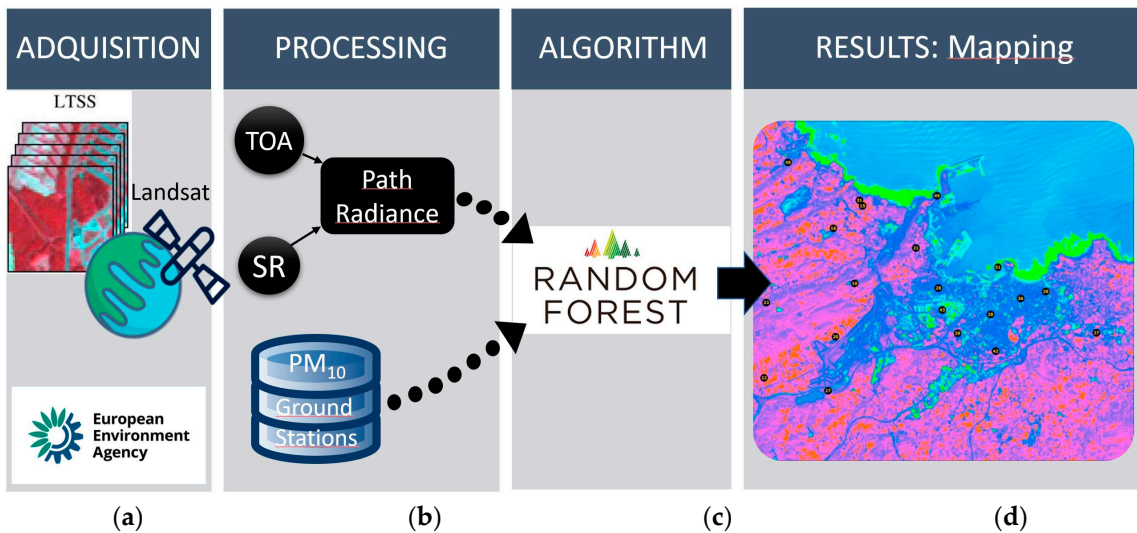 ADQUISITION
PROCESSING
ALGORITHM
RESULTS: Mapping
LTSS
Landsat
European
Environment
Agency
TOA
SR
Path
Radiance
PM10
Ground
Stations
RANDOM
FOREST
(a)
(b)
(c)
(d)